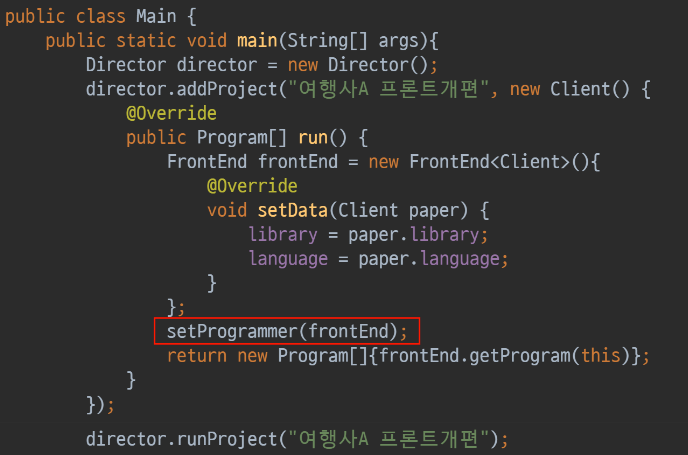 public class Main {
    public static void main(String[] args){
        Director director = new Director();
        director.addProject("여행사A 프론트개편", new Client() {
            @Override
            public Program[] run() {
                FrontEnd frontEnd = new FrontEnd<Client>(){
                    @Override
                    void setData(Client paper) {
                        library = paper.library;
                        language = paper.language;
                    }
                };
                setProgrammer(frontEnd);
                return new Program[]{frontEnd.getProgram(this)};
            }
        });
        director.runProject("여행사A 프론트개편");